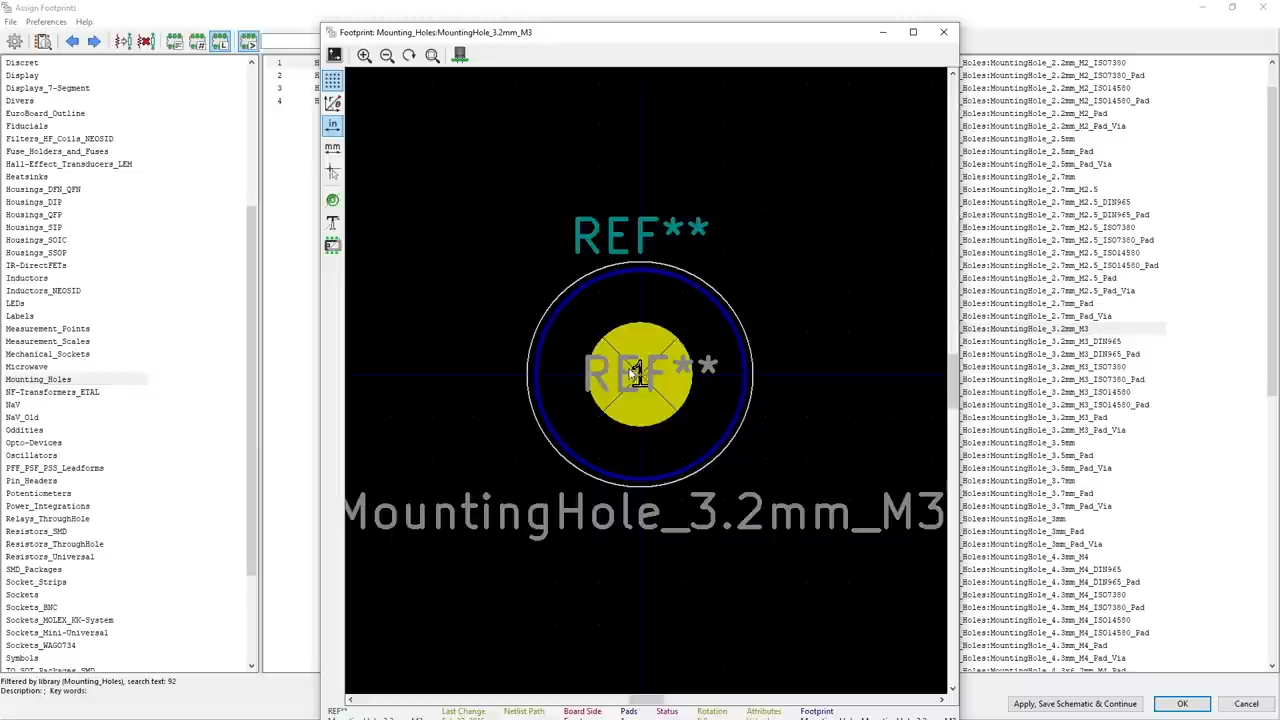 Assign Footprints
File Preferences Help
Footprint: Mounting_Holes:MountingHole_3.2mm_M3
in
mm
Discret
Display
Displays_7-Segment
Divers
EuroBoard_Outline
Fiducials
Filters_HF_Coils_NEOSID
Fuse_Holders_and_Fuses
Hall-Effect_Transducers_LEM
Heatsinks
Housings_DFN_QFN
Housings_DIP
Housings_QFP
Housings_SIP
Housings_SOIC
Housings_SSOP
IR-DirectFETs
Inductors
Inductors_NEOSID
LEDs
Labels
Measurement_Points
Measurement_Scales
Mechanical_Sockets
Microwave
Mounting_Holes
NF-Transformers_ETAL
NaV
NaV_Old
Oddities
Opto-Devices
Oscillators
PFF_PSF_PSS_Leadforms
Pin_Headers
Potentiometers
Power_Integrations
Relays_ThroughHole
Resistors_SMD
Resistors_ThroughHole
Resistors_Universal
SMD_Packages
Socket_Strips
Sockets
Sockets_BNC
Sockets_MOLEX_KK-System
Sockets_Mini-Universal
Sockets_WAGO734
Symbols
TO_SOT_Packages_SMD
1 H
2 H
3 H
4 H
REF**
REF**
1
MountingHole_3.2mm_M3
Holes:MountingHole_2.2mm_M2_ISO7380
Holes:MountingHole_2.2mm_M2_ISO7380_Pad
Holes:MountingHole_2.2mm_M2_ISO14580
Holes:MountingHole_2.2mm_M2_ISO14580_Pad
Holes:MountingHole_2.2mm_M2_Pad
Holes:MountingHole_2.2mm_M2_Pad_Via
Holes:MountingHole_2.5mm
Holes:MountingHole_2.5mm_Pad
Holes:MountingHole_2.5mm_Pad_Via
Holes:MountingHole_2.7mm
Holes:MountingHole_2.7mm_M2.5
Holes:MountingHole_2.7mm_M2.5_DIN965
Holes:MountingHole_2.7mm_M2.5_DIN965_Pad
Holes:MountingHole_2.7mm_M2.5_ISO7380
Holes:MountingHole_2.7mm_M2.5_ISO7380_Pad
Holes:MountingHole_2.7mm_M2.5_ISO14580
Holes:MountingHole_2.7mm_M2.5_ISO14580_Pad
Holes:MountingHole_2.7mm_M2.5_Pad
Holes:MountingHole_2.7mm_M2.5_Pad_Via
Holes:MountingHole_2.7mm_Pad
Holes:MountingHole_2.7mm_Pad_Via
Holes:MountingHole_3.2mm_M3
Holes:MountingHole_3.2mm_M3_DIN965
Holes:MountingHole_3.2mm_M3_DIN965_Pad
Holes:MountingHole_3.2mm_M3_ISO7380
Holes:MountingHole_3.2mm_M3_ISO7380_Pad
Holes:MountingHole_3.2mm_M3_ISO14580
Holes:MountingHole_3.2mm_M3_ISO14580_Pad
Holes:MountingHole_3.2mm_M3_Pad
Holes:MountingHole_3.2mm_M3_Pad_Via
Holes:MountingHole_3.5mm
Holes:MountingHole_3.5mm_Pad
Holes:MountingHole_3.5mm_Pad_Via
Holes:MountingHole_3.7mm
Holes:MountingHole_3.7mm_Pad
Holes:MountingHole_3.7mm_Pad_Via
Holes:MountingHole_3mm
Holes:MountingHole_3mm_Pad
Holes:MountingHole_3mm_Pad_Via
Holes:MountingHole_4.3mm_M4
Holes:MountingHole_4.3mm_M4_DIN965
Holes:MountingHole_4.3mm_M4_DIN965_Pad
Holes:MountingHole_4.3mm_M4_ISO7380
Holes:MountingHole_4.3mm_M4_ISO7380_Pad
Holes:MountingHole_4.3mm_M4_ISO14580
Holes:MountingHole_4.3mm_M4_ISO14580_Pad
Holes:MountingHole_4.3mm_M4_Pad
Holes:MountingHole_4.3mm_M4_Pad_Via
Filtered by library (Mounting_Holes), search text: 92
Description: ; Key words:
Apply, Save Schematic & Continue OK Cancel
REF** Last Change Netlist Path Board Side Pads Status Rotation Attributes Footprint